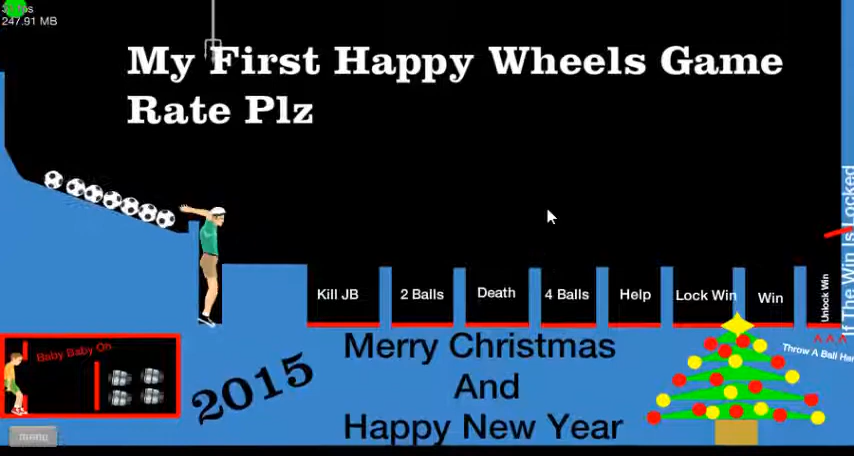 247.91 MB
My First Happy Wheels Game
Rate Plz
Kill JB
2 Balls
Death
4 Balls
Help
Lock Win
Win
Unlock Win
If The Win Is Locked
Throw A Ball Her
Baby Baby Oh
2015
Merry Christmas
And
Happy New Year
menu